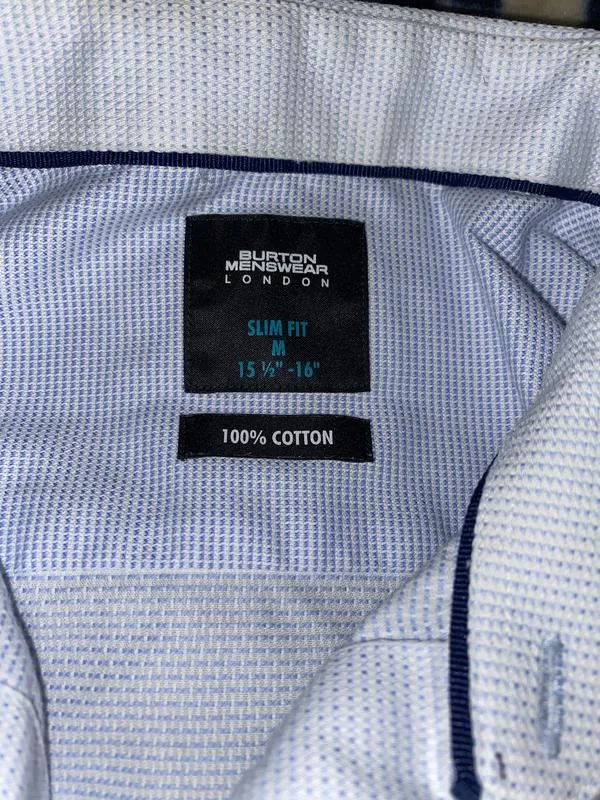 BURTON
MENSWEAR
LONDON
SLIM FIT
M
15 ½" -16"
100% COTTON